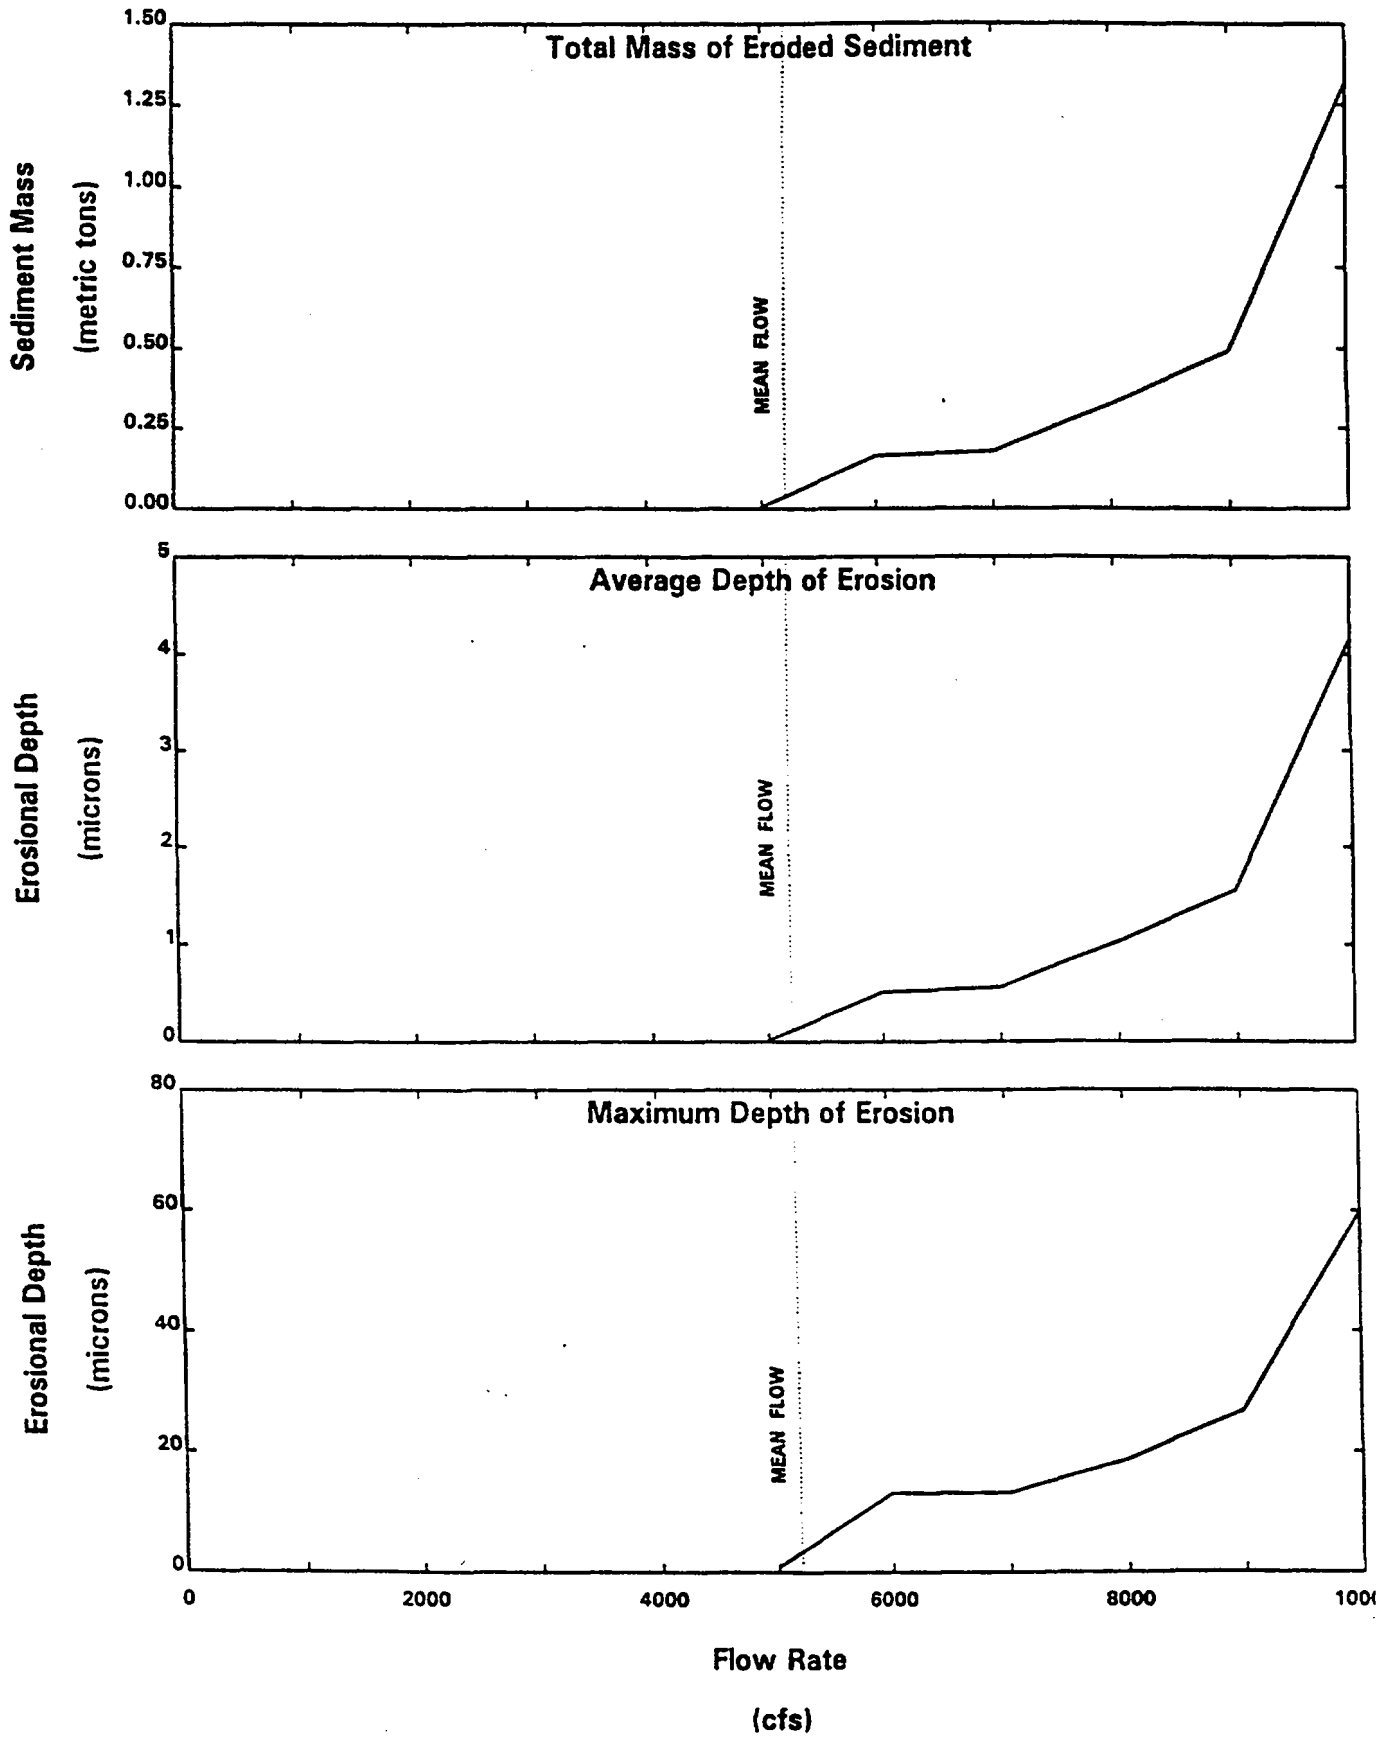 Total Mass of Eroded Sediment
1.50
1.25
1.00
0.75
0.50
0.25
0.00
Sediment Mass
(metric tons)
MEAN FLOW
Average Depth of Erosion
5
4
3
2
1
0
Erosional Depth
(microns)
MEAN FLOW
Maximum Depth of Erosion
80
60
40
20
0
Erosional Depth
(microns)
MEAN FLOW
0 2000 4000 6000 8000 1000
Flow Rate
(cfs)